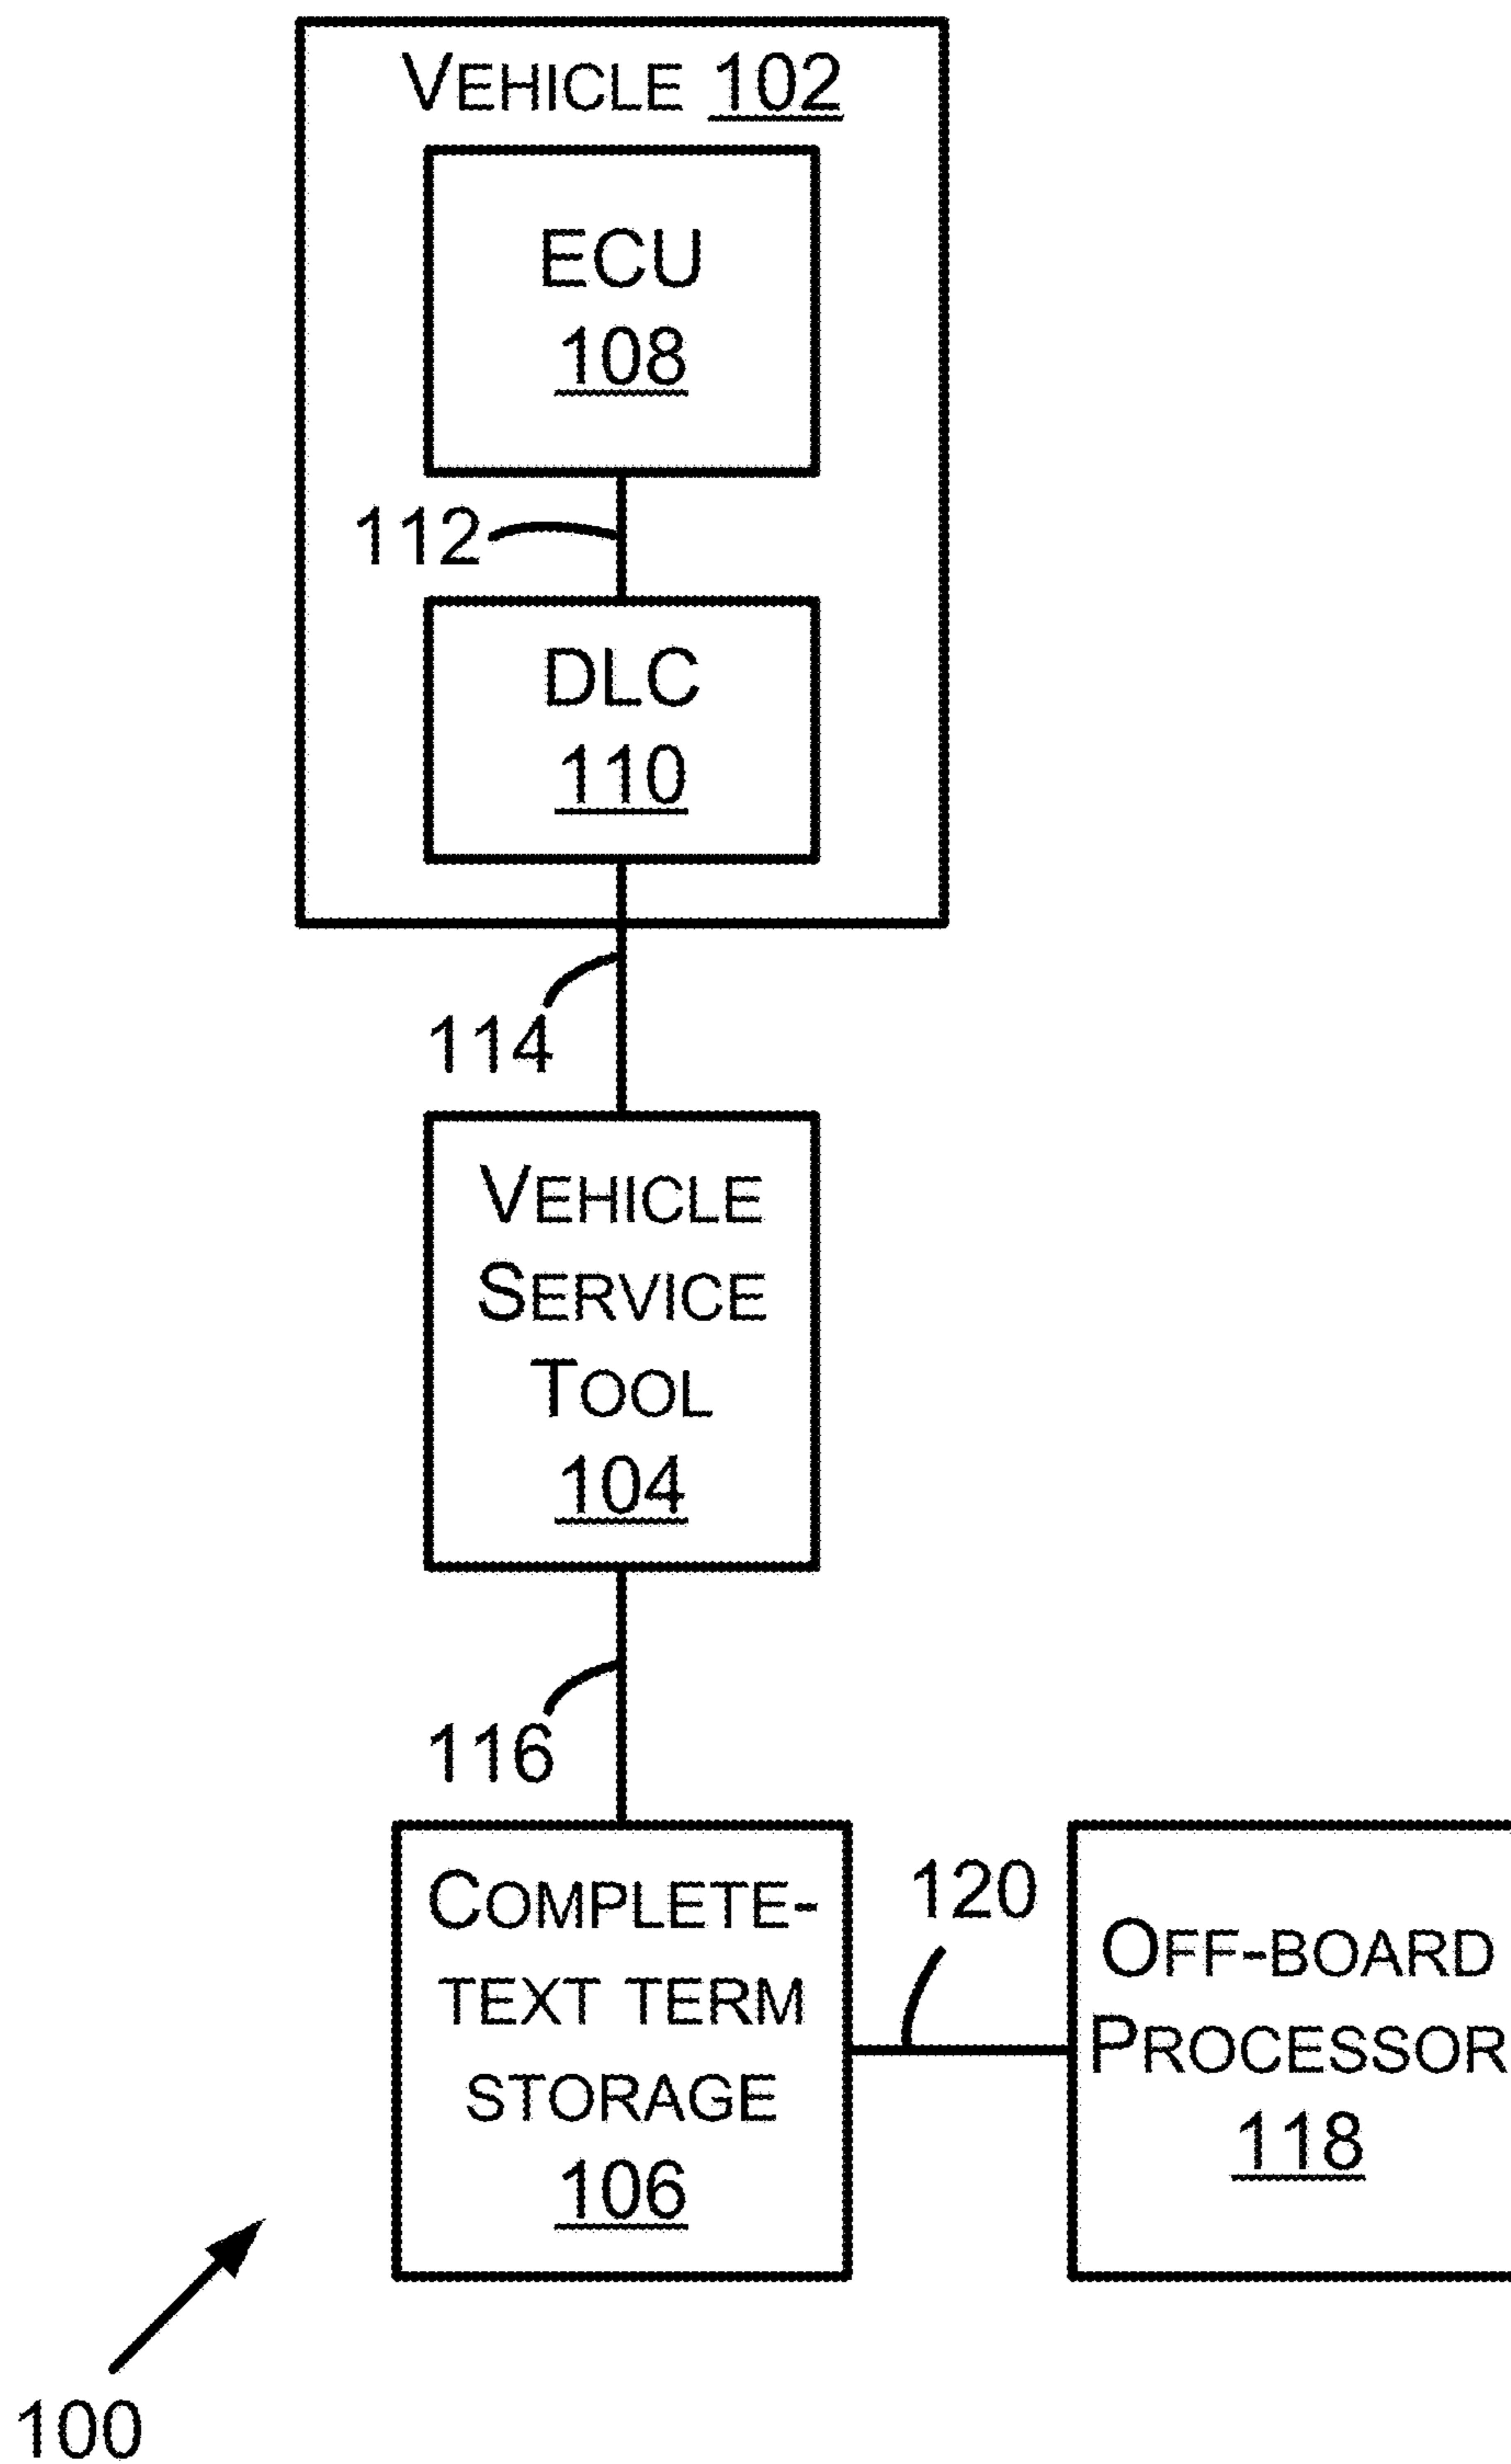 VEHICLE 102
ECU
108
112
DLC
110
114
VEHICLE
SERVICE
TOOL
104
116
COMPLETE-
TEXT TERM
STORAGE
106
120
OFF-BOARD
PROCESSOR
118
100